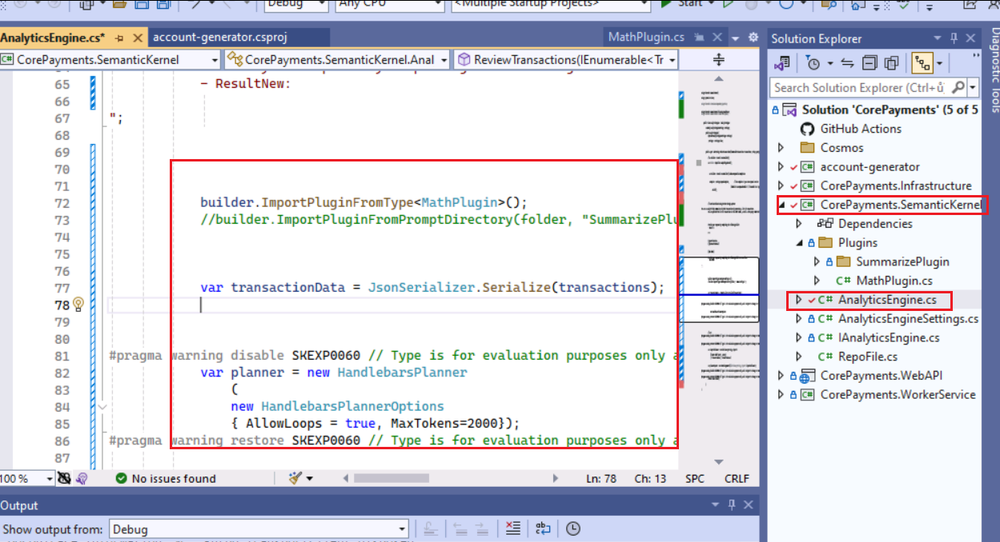 Debug
Any CPU
<Multiple Startup Projects>
Start
AnalyticsEngine.cs*
account-generator.csproj
MathPlugin.cs
CorePayments.SemanticKernel
CorePayments.SemanticKernel.Anal
ReviewTransactions(IEnumerable<Tr
65 - ResultNew:
66
67 ";
68
69
70
71
72 builder.ImportPluginFromType<MathPlugin>();
73 //builder.ImportPluginFromPromptDirectory(folder, "SummarizePlu
74
75
76
77 var transactionData = JsonSerializer.Serialize(transactions);
78
79
80
81 #pragma warning disable SKEXP0060 // Type is for evaluation purposes only a
82 var planner = new HandlebarsPlanner
83 (
84 new HandlebarsPlannerOptions
85 { AllowLoops = true, MaxTokens=2000});
86 #pragma warning restore SKEXP0060 // Type is for evaluation purposes only a
87
100 %
No issues found
Ln: 78
Ch: 13
SPC
CRLF
Output
Show output from:
Debug
Solution Explorer
Search Solution Explorer (Ctrl+ů)
Solution 'CorePayments' (5 of 5
GitHub Actions
Cosmos
C# account-generator
C# CorePayments.Infrastructure
C# CorePayments.SemanticKernel
Dependencies
Plugins
SummarizePlugin
C# MathPlugin.cs
C# AnalyticsEngine.cs
C# AnalyticsEngineSettings.cs
C# IAnalyticsEngine.cs
C# RepoFile.cs
CorePayments.WebAPI
C# CorePayments.WorkerService
Diagnostic Tools